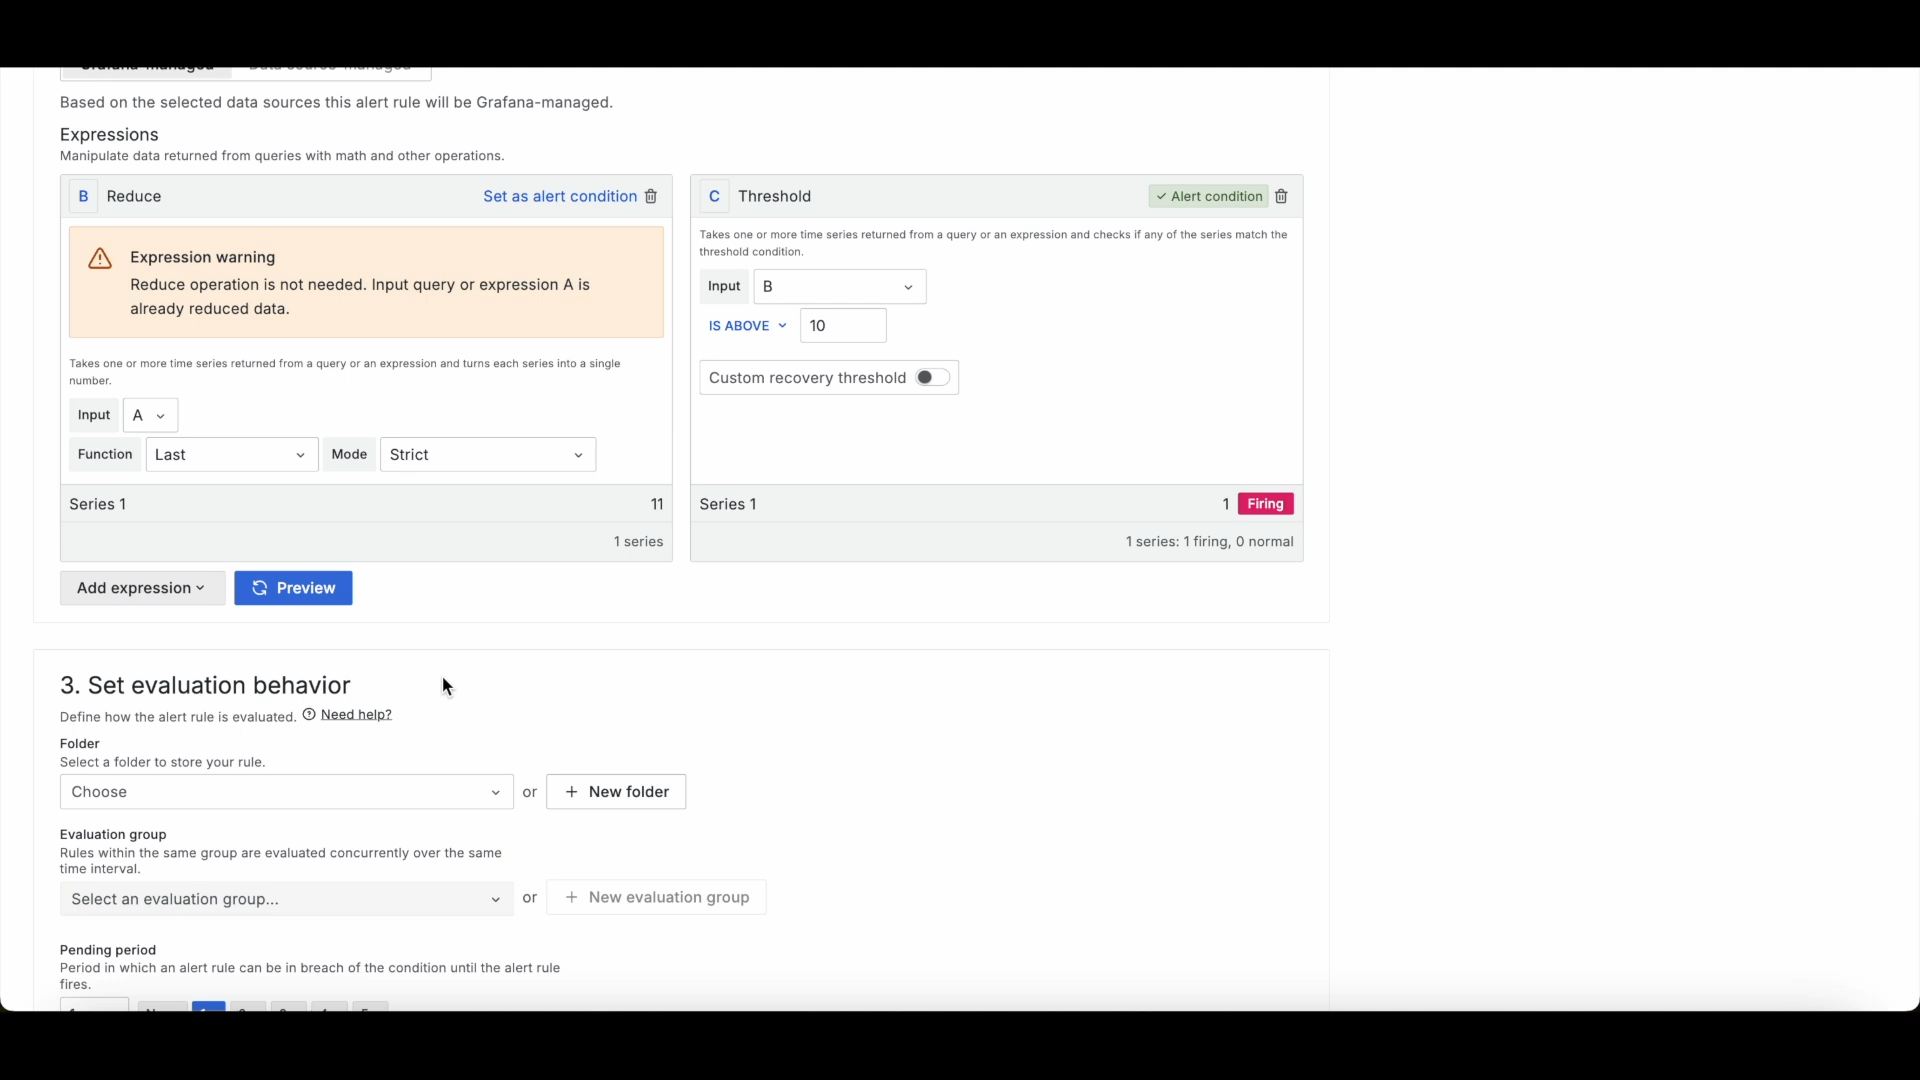 Grafana-managed Data source-managed
Based on the selected data sources this alert rule will be Grafana-managed.
Expressions
Manipulate data returned from queries with math and other operations.
B Reduce Set as alert condition
Expression warning
Reduce operation is not needed. Input query or expression A is
already reduced data.
Takes one or more time series returned from a query or an expression and turns each series into a single
number.
Input A
Function Last Mode Strict
Series 1 11
1 series
C Threshold Alert condition
Takes one or more time series returned from a query or an expression and checks if any of the series match the
threshold condition.
Input B
IS ABOVE 10
Custom recovery threshold
Series 1 1 Firing
1 series: 1 firing, 0 normal
Add expression Preview
3. Set evaluation behavior
Define how the alert rule is evaluated. Need help?
Folder
Select a folder to store your rule.
Choose or + New folder
Evaluation group
Rules within the same group are evaluated concurrently over the same
time interval.
Select an evaluation group... or + New evaluation group
Pending period
Period in which an alert rule can be in breach of the condition until the alert rule
fires.